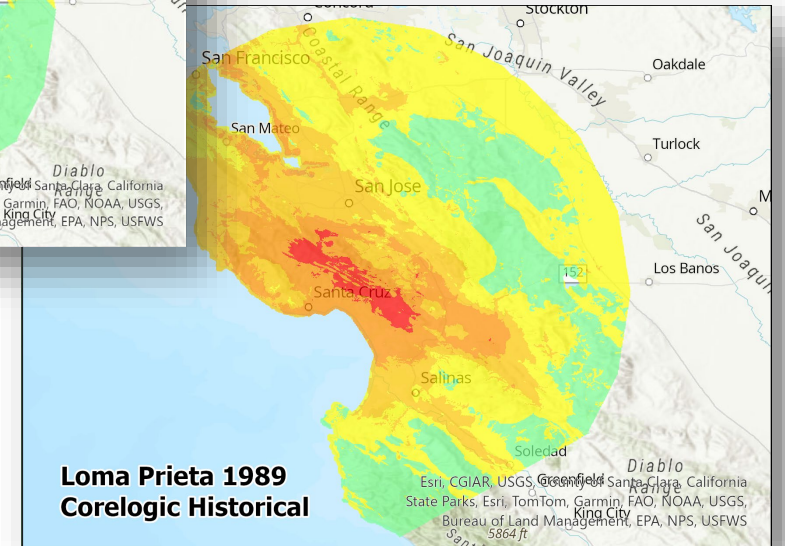 Concord
Stockton
San Francisco
Coastal Range
San Joaquin Valley
Oakdale
San Mateo
Turlock
San Jose
M
San Joaquin
152
Los Banos
Santa Cruz
Salinas
Soledad
Greenfield
Diablo
Range
King City
5864 ft
Loma Prieta 1989
Corelogic Historical
Esri, CGIAR, USGS, County of Santa Clara, California
State Parks, Esri, TomTom, Garmin, FAO, NOAA, USGS,
Bureau of Land Management, EPA, NPS, USFWS
Diablo
Range
nfield
nty of Santa Clara, California
Garmin, FAO, NOAA, USGS,
King City
nagement, EPA, NPS, USFWS